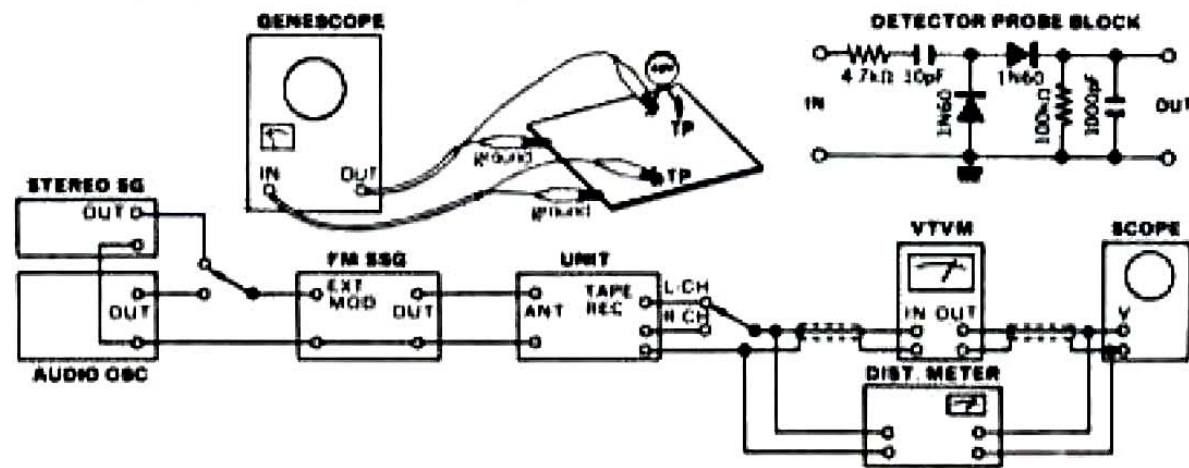 GENESCOPE
IN
OUT
ground
TP
ground
TP
DETECTOR PROBE BLOCK
4.7kΩ 10pF
1N60
1N60
100kΩ
1000pF
IN
OUT
STEREO SG
OUT
OUT
AUDIO OSC
FM SSG
EXT
MOD
OUT
UNIT
ANT
TAPE
REC
L-CH
R-CH
VTVM
IN OUT
DIST. METER
SCOPE
V